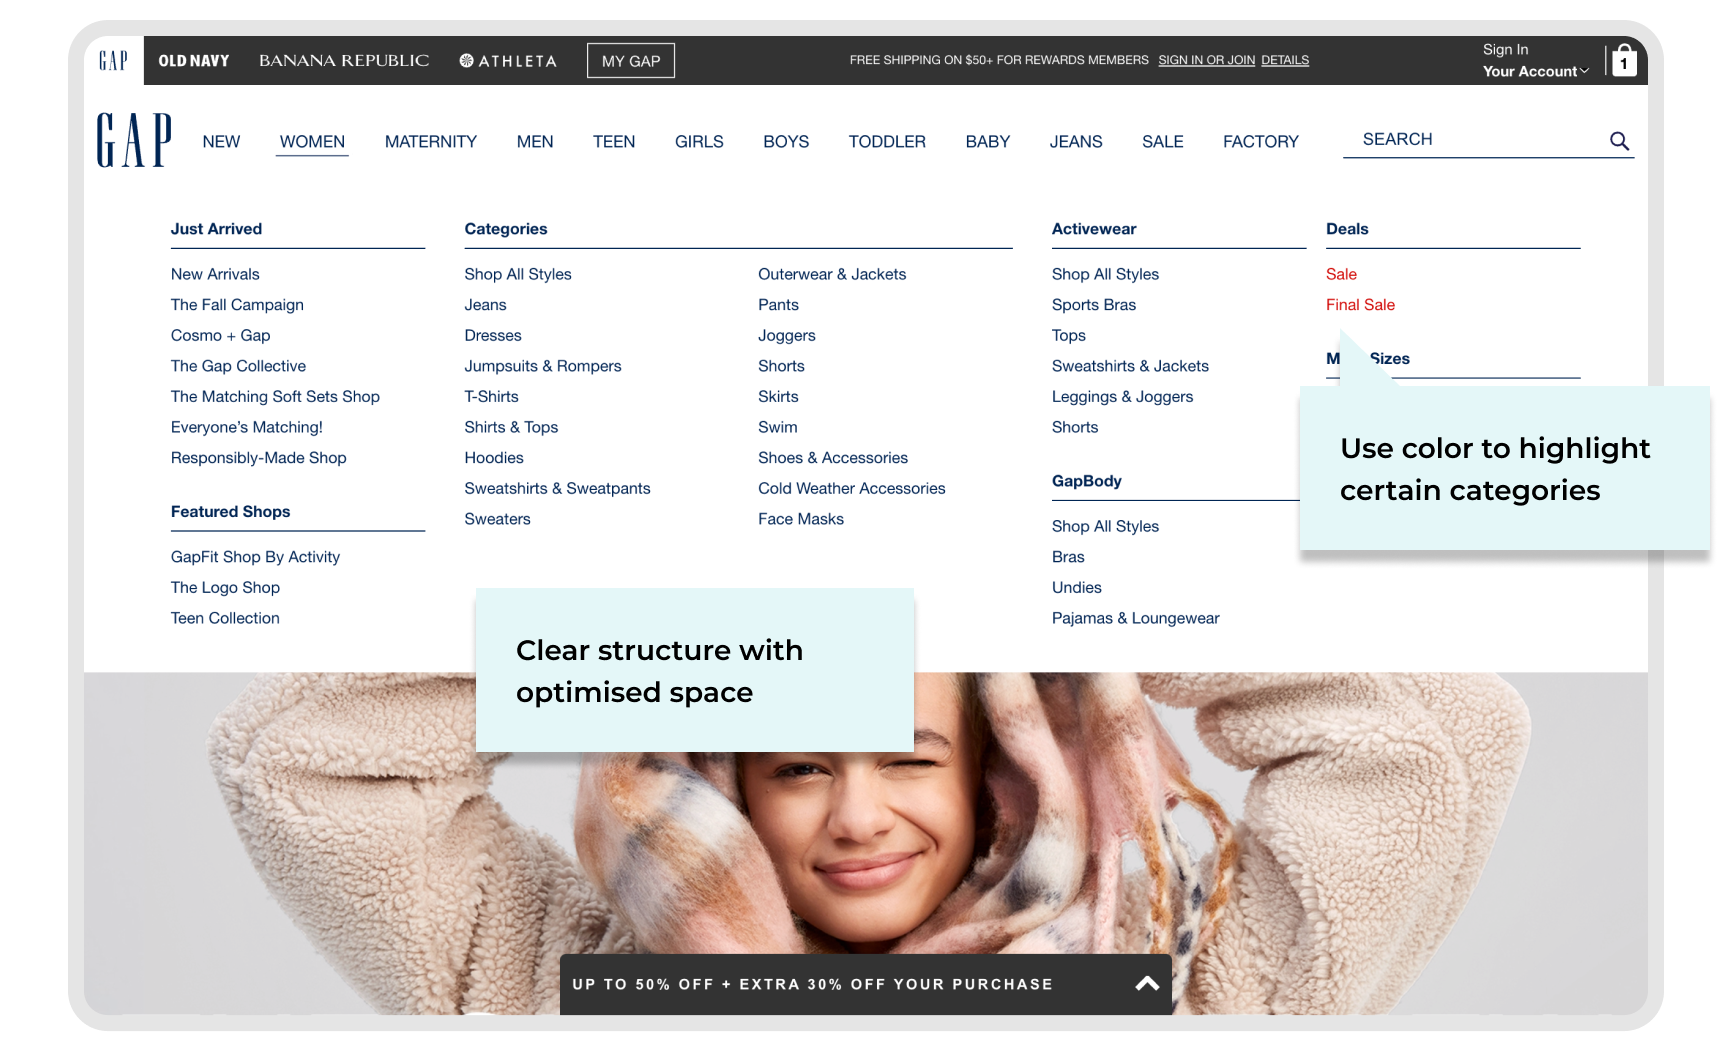 GAP
OLD NAVY
BANANA REPUBLIC
ATHLETA
MY GAP
FREE SHIPPING ON $50+ FOR REWARDS MEMBERS SIGN IN OR JOIN DETAILS
Sign In
Your Account
1
GAP
NEW
WOMEN
MATERNITY
MEN
TEEN
GIRLS
BOYS
TODDLER
BABY
JEANS
SALE
FACTORY
SEARCH
Just Arrived
New Arrivals
The Fall Campaign
Cosmo + Gap
The Gap Collective
The Matching Soft Sets Shop
Everyone’s Matching!
Responsibly-Made Shop
Featured Shops
GapFit Shop By Activity
The Logo Shop
Teen Collection
Categories
Shop All Styles
Jeans
Dresses
Jumpsuits & Rompers
T-Shirts
Shirts & Tops
Hoodies
Sweatshirts & Sweatpants
Sweaters
Outerwear & Jackets
Pants
Joggers
Shorts
Skirts
Swim
Shoes & Accessories
Cold Weather Accessories
Face Masks
Activewear
Shop All Styles
Sports Bras
Tops
Sweatshirts & Jackets
Leggings & Joggers
Shorts
GapBody
Shop All Styles
Bras
Undies
Pajamas & Loungewear
Deals
Sale
Final Sale
Sizes
Use color to highlight
certain categories
Clear structure with
optimised space
UP TO 50% OFF + EXTRA 30% OFF YOUR PURCHASE